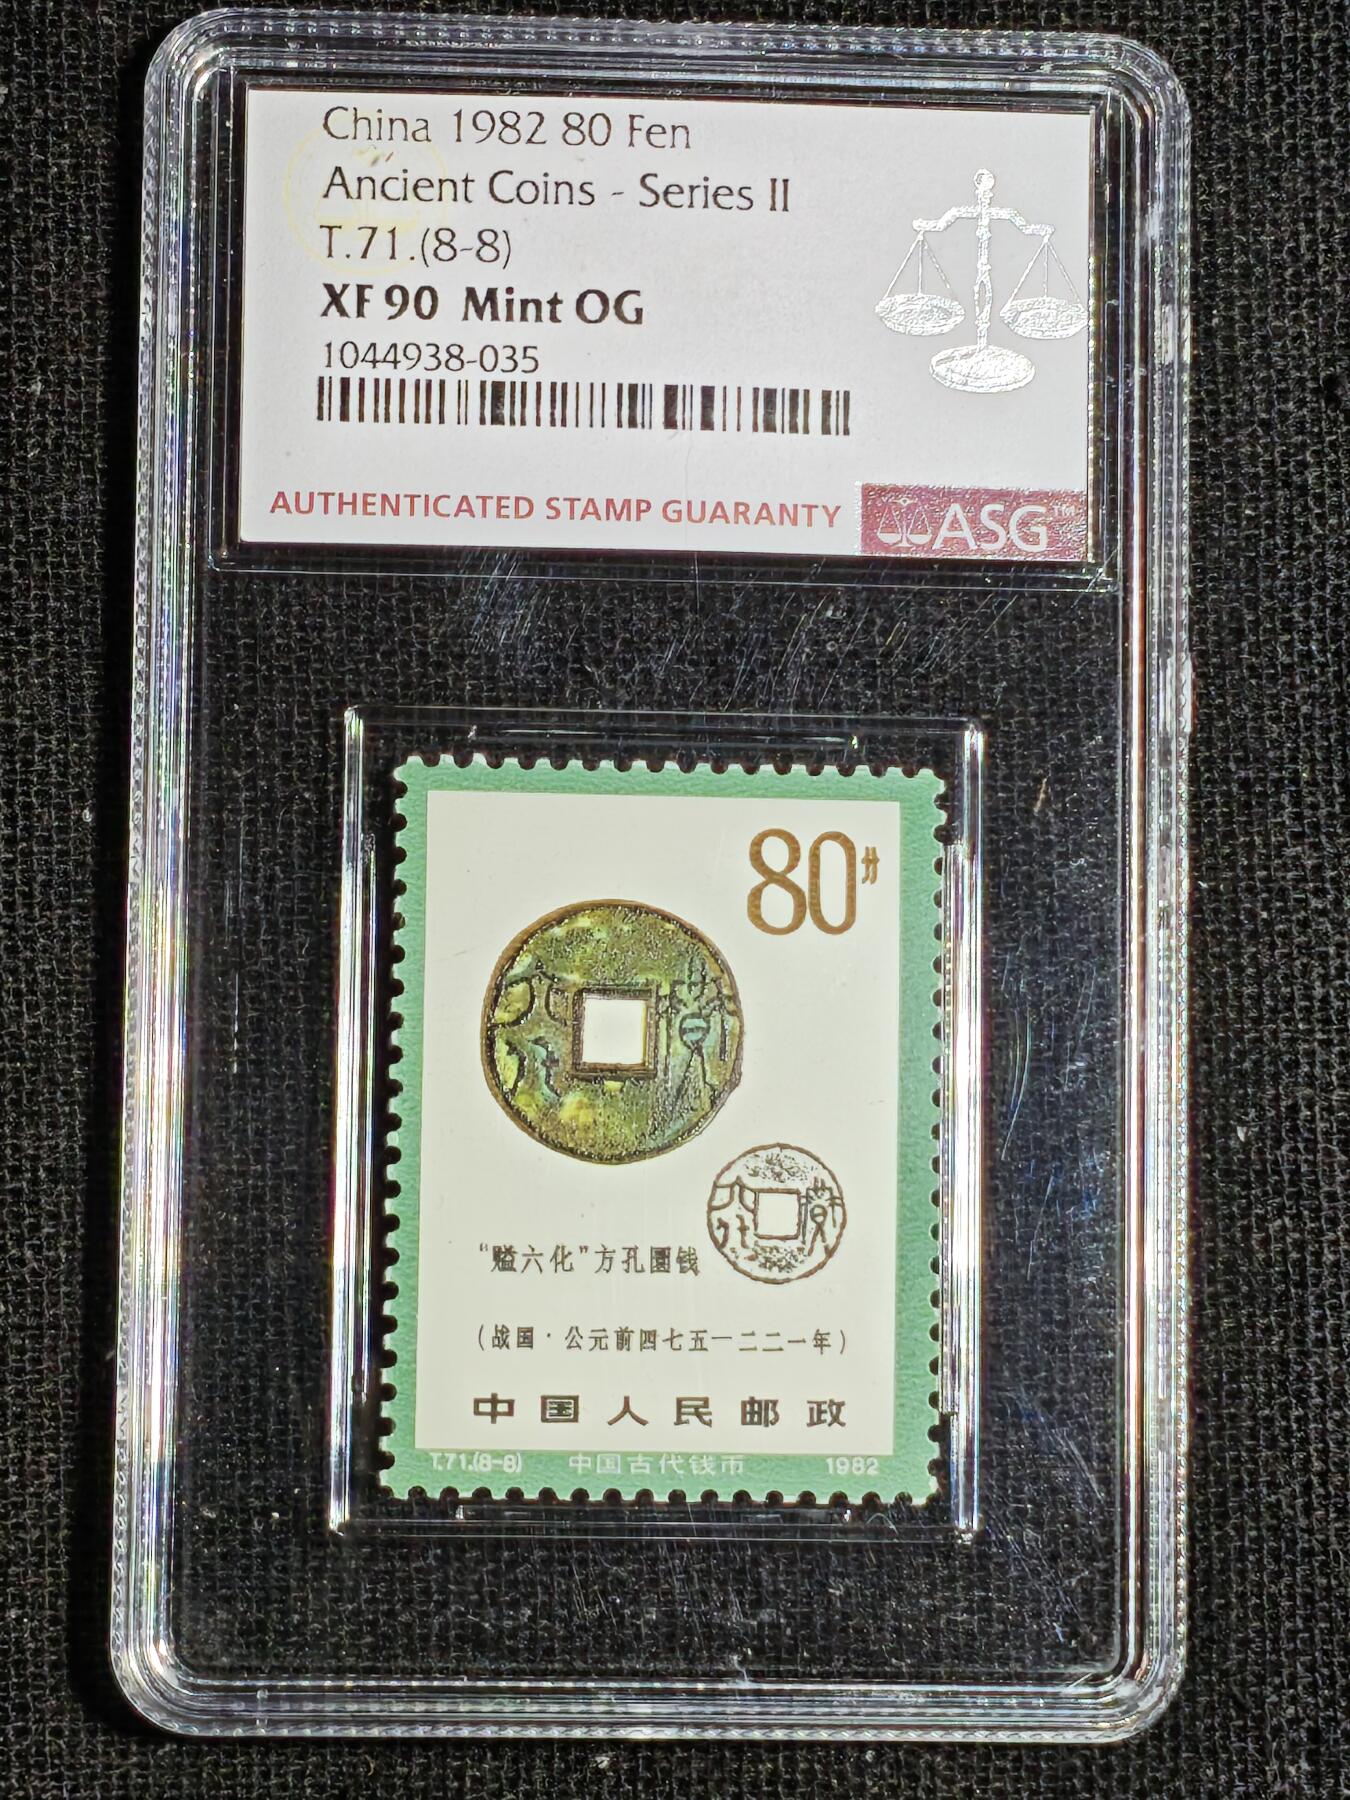 China 1982 80 Fen
Ancient Coins - Series II
T.71.(8-8)
XF 90 Mint OG
1044938-035
AUTHENTICATED STAMP GUARANTY
ASG™
80分
“賹六化”方孔圜钱
（战国·公元前四七五—二二一年）
中国人民邮政
T.71.(8-8) 中国古代钱币 1982